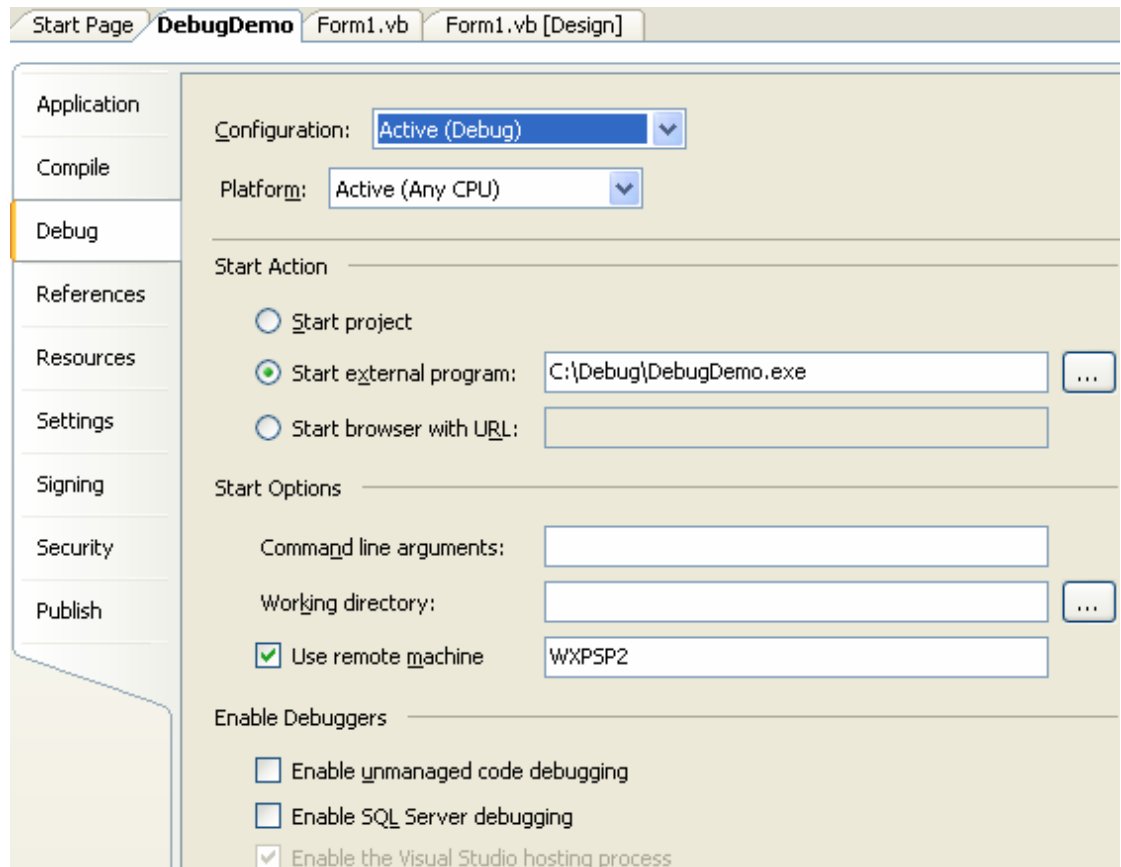 Start Page DebugDemo Form1.vb Form1.vb [Design]
Application
Compile
Debug
References
Resources
Settings
Signing
Security
Publish
Configuration: Active (Debug)
Platform: Active (Any CPU)
Start Action
Start project
Start external program: C:\Debug\DebugDemo.exe ...
Start browser with URL:
Start Options
Command line arguments:
Working directory: ...
Use remote machine WXPSP2
Enable Debuggers
Enable unmanaged code debugging
Enable SQL Server debugging
Enable the Visual Studio hosting process